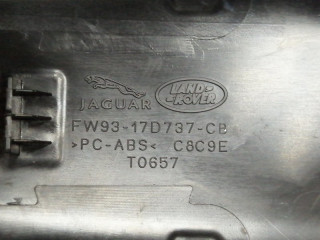 JAGUAR
LAND-
ROVER
FW93-17D737-CB
>PC-ABS< C8C9E
T0657